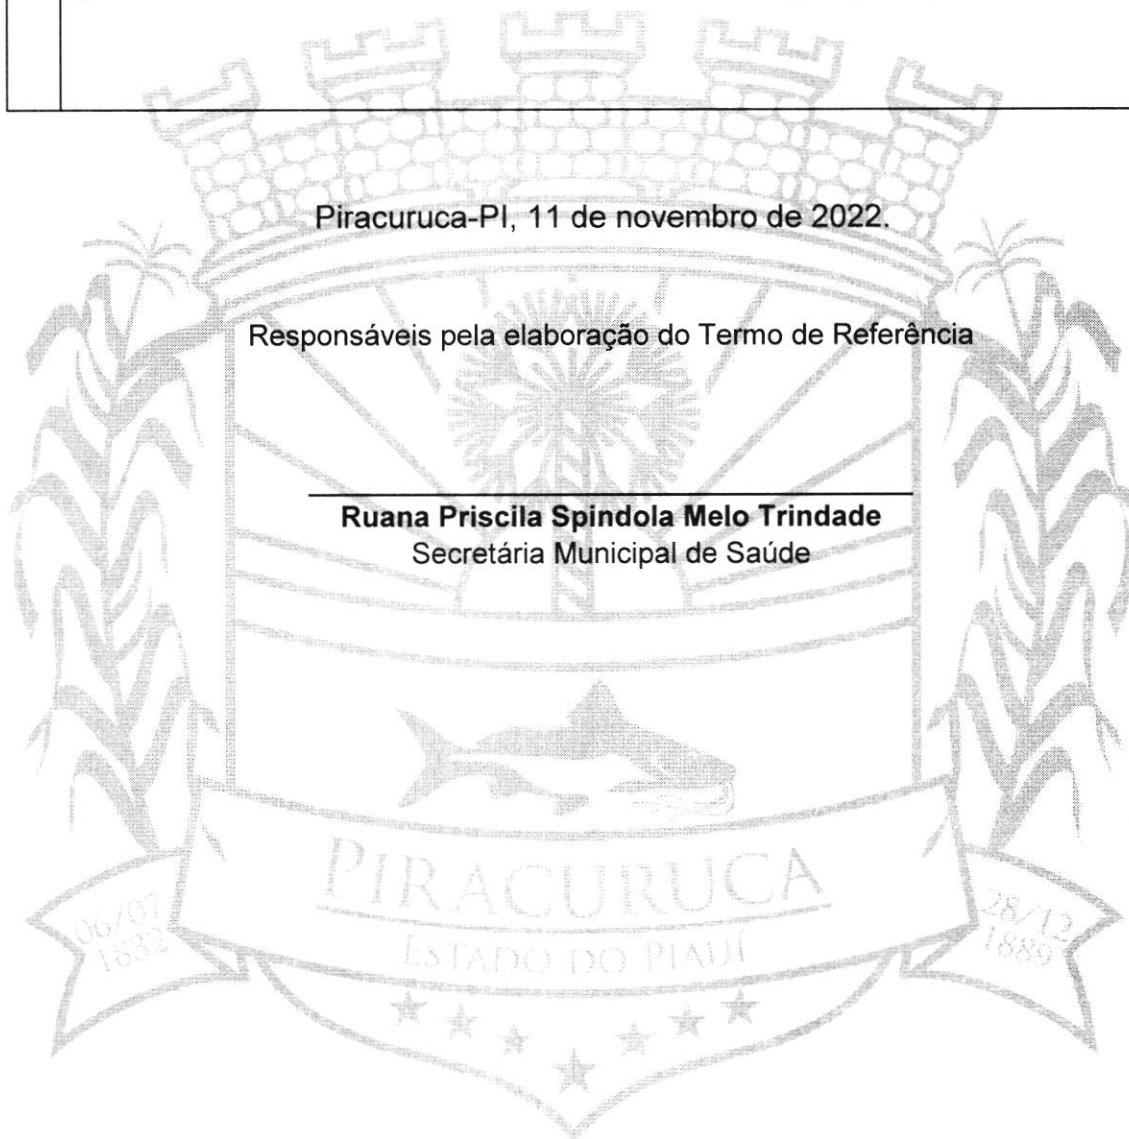 Piracuruca-PI, 11 de novembro de 2022.
Responsáveis pela elaboração do Termo de Referência
Ruana Priscila Spindola Melo Trindade
Secretária Municipal de Saúde
PIRACURUCA
ESTADO DO PIAUÍ
06/07
1832
28/12
1889